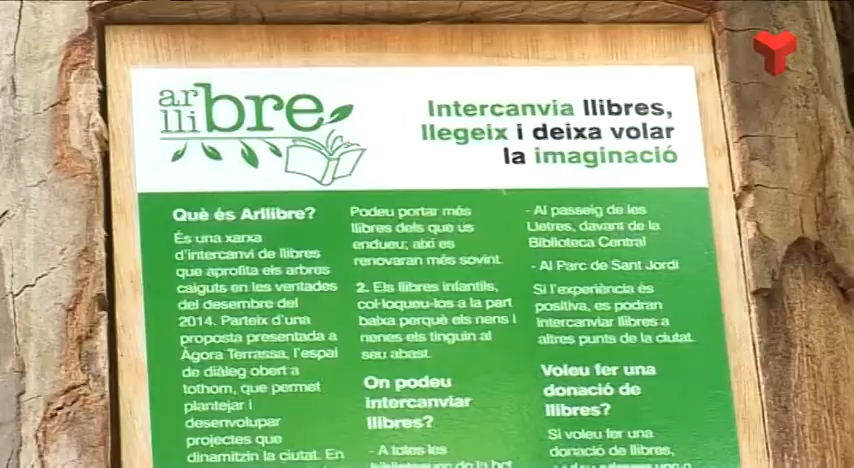 arllibre
Intercanvia llibres,
llegeix i deixa volar
la imaginació
Què és Arllibre?
És una xarxa
d'intercanvi de llibres
que aprofita els arbres
caiguts en les ventades
del desembre del
2014. Parteix d'una
proposta presentada a
Àgora Terrassa, l'espai
de diàleg obert a
tothom, que permet
plantejar i
desenvolupar
projectes que
dinamitzin la ciutat. En
Podeu portar més
llibres dels que us
endueu; així es
renovaran més sovint.
2. Els llibres infantils,
col·loqueu-los a la part
baixa perquè els nens i
nenes els tinguin al
seu abast.
On podeu
intercanviar
llibres?
- A totes les
- Al passeig de les
Lletres, davant de la
Biblioteca Central
- Al Parc de Sant Jordi
Si l'experiència és
positiva, es podran
intercanviar llibres a
altres punts de la ciutat.
Voleu fer una
donació de
llibres?
Si voleu fer una
donació de llibres,